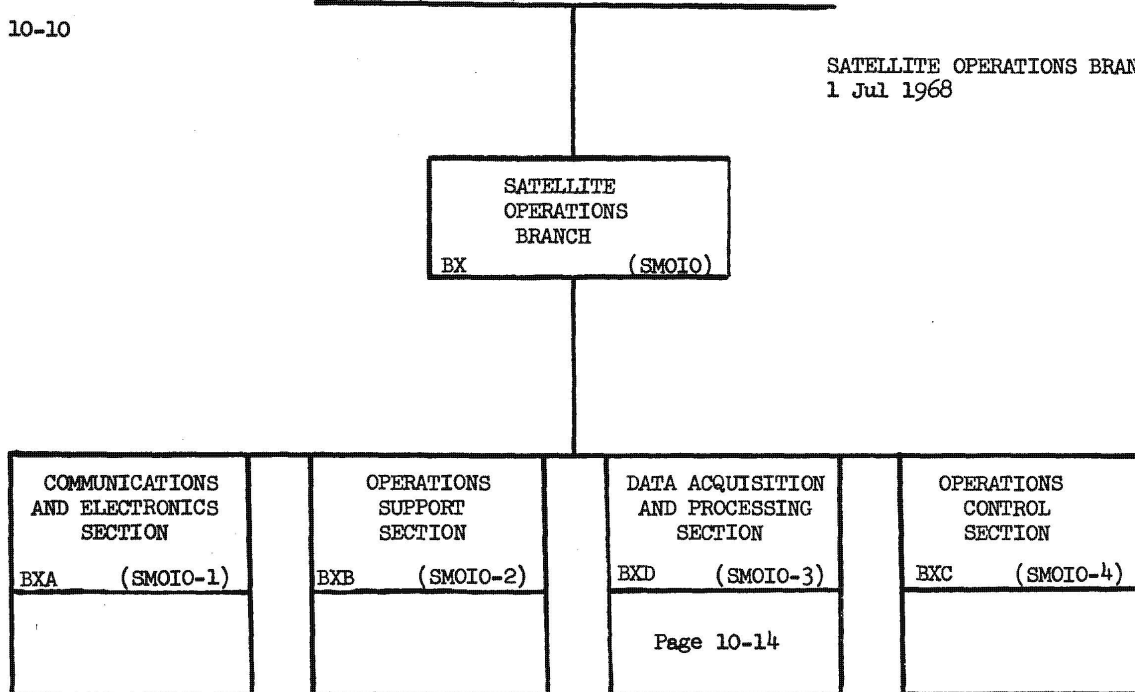 10-10
SATELLITE OPERATIONS BRAN
1 Jul 1968
SATELLITE
OPERATIONS
BRANCH
BX (SMOIO)
COMMUNICATIONS
AND ELECTRONICS
SECTION
BXA (SMOIO-1)
OPERATIONS
SUPPORT
SECTION
BXB (SMOIO-2)
DATA ACQUISITION
AND PROCESSING
SECTION
BXD (SMOIO-3)
Page 10-14
OPERATIONS
CONTROL
SECTION
BXC (SMOIO-4)